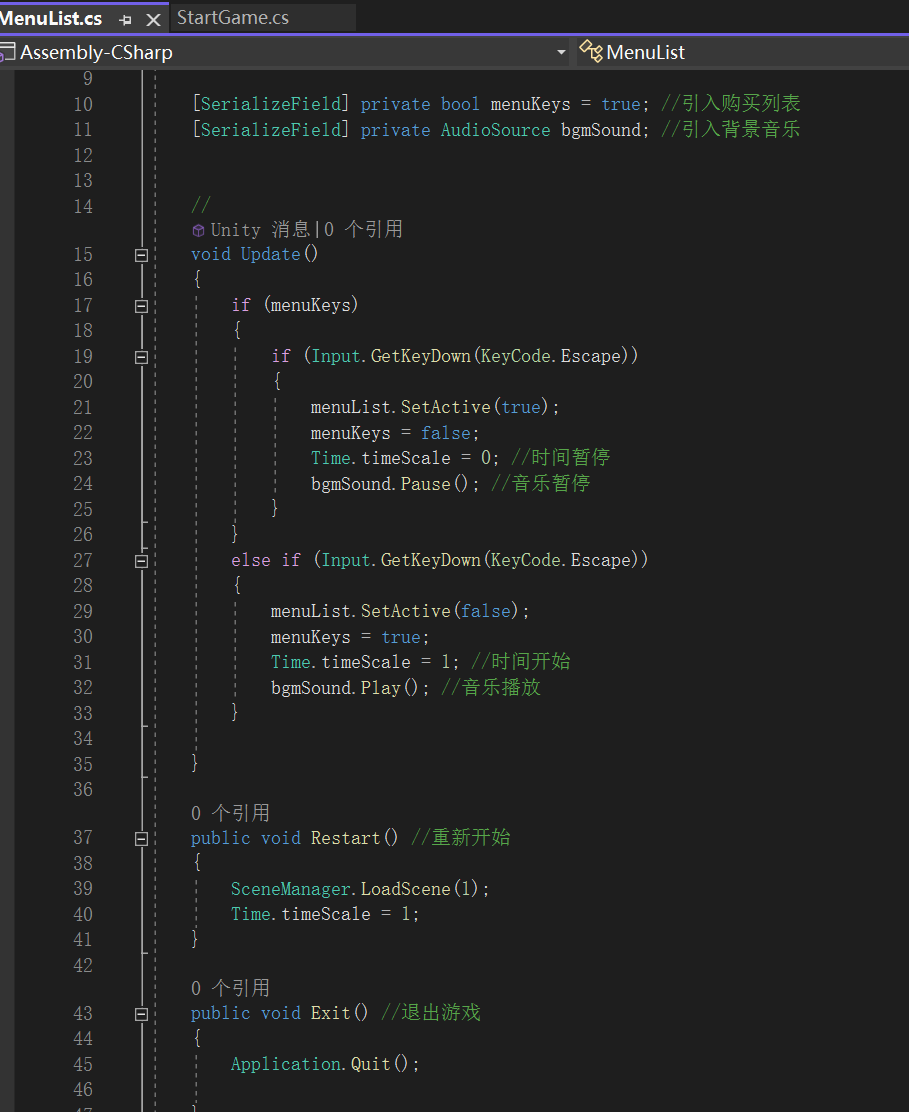 MenuList.cs StartGame.cs
Assembly-CSharp MenuList
9
10 [SerializeField] private bool menuKeys = true; //引入购买列表
11 [SerializeField] private AudioSource bgmSound; //引入背景音乐
12
13
14 //
Unity 消息|0 个引用
15 void Update()
16 {
17 if (menuKeys)
18 {
19 if (Input.GetKeyDown(KeyCode.Escape))
20 {
21 menuList.SetActive(true);
22 menuKeys = false;
23 Time.timeScale = 0; //时间暂停
24 bgmSound.Pause(); //音乐暂停
25 }
26 }
27 else if (Input.GetKeyDown(KeyCode.Escape))
28 {
29 menuList.SetActive(false);
30 menuKeys = true;
31 Time.timeScale = 1; //时间开始
32 bgmSound.Play(); //音乐播放
33 }
34
35 }
36
0 个引用
37 public void Restart() //重新开始
38 {
39 SceneManager.LoadScene(1);
40 Time.timeScale = 1;
41 }
42
0 个引用
43 public void Exit() //退出游戏
44 {
45 Application.Quit();
46